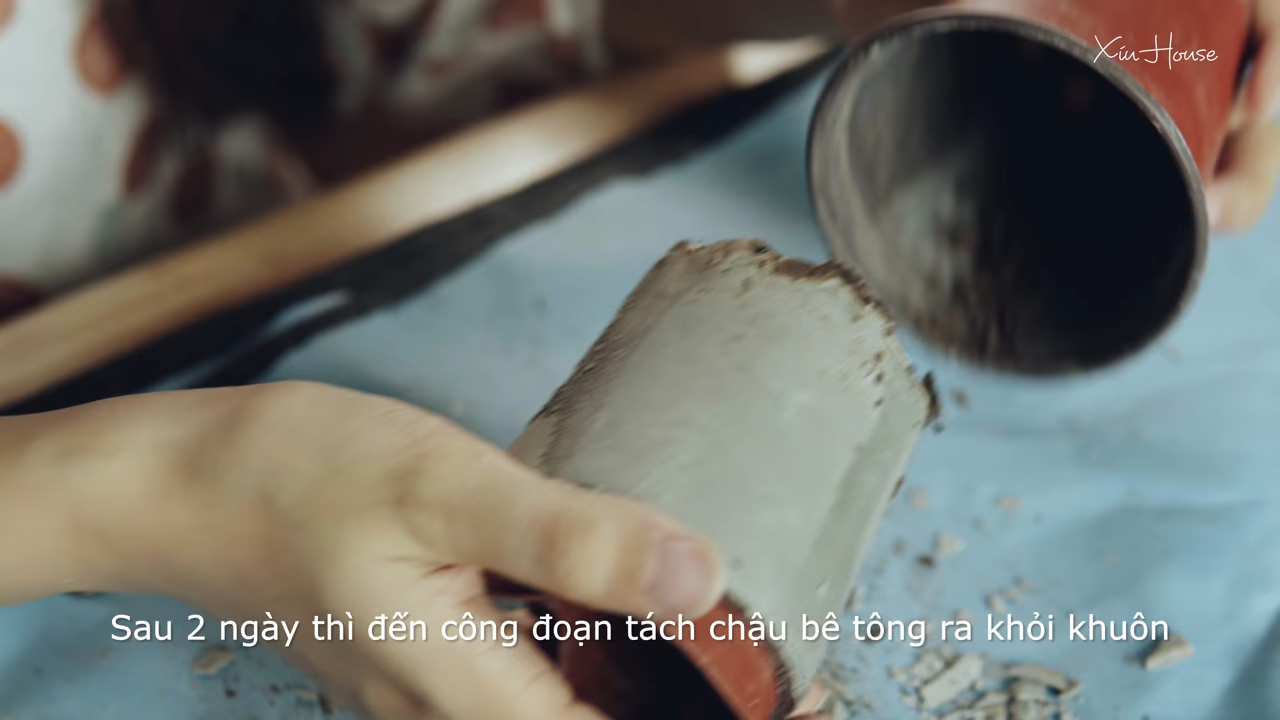 Xíu House
Sau 2 ngày thì đến công đoạn tách chậu bê tông ra khỏi khuôn